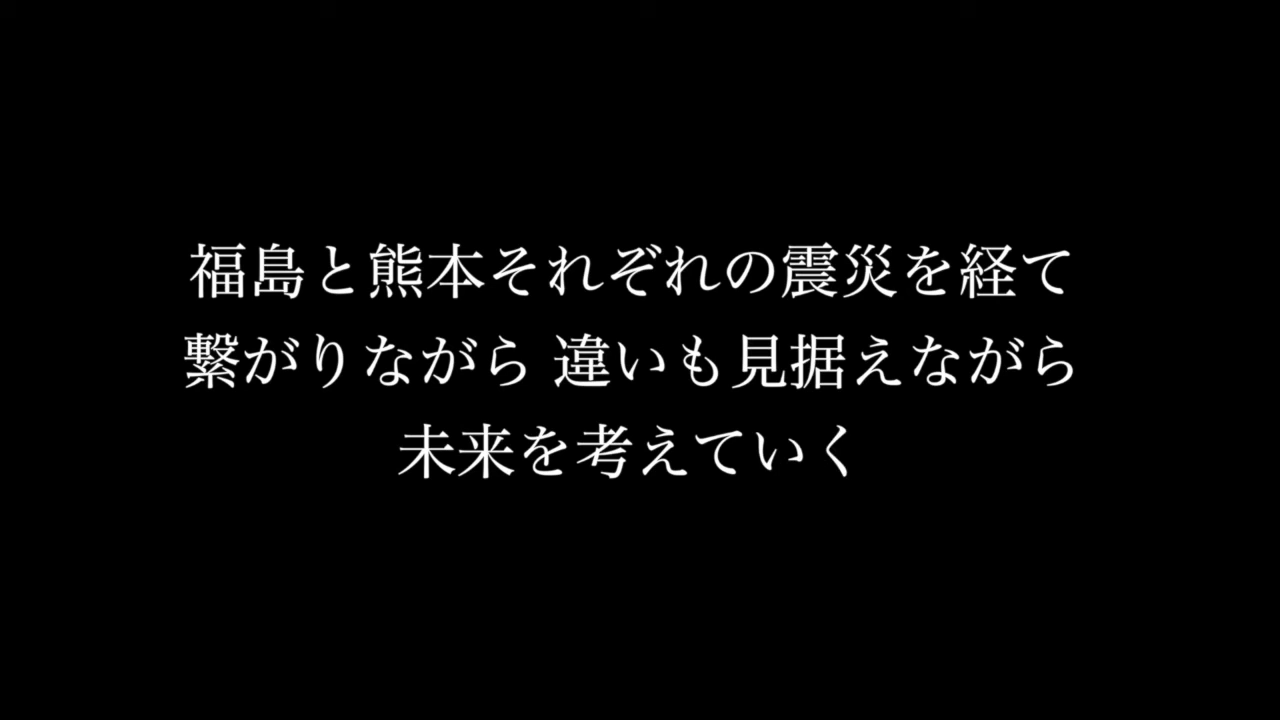 福島と熊本それぞれの震災を経て
繋がりながら 違いも見据えながら
未来を考えていく